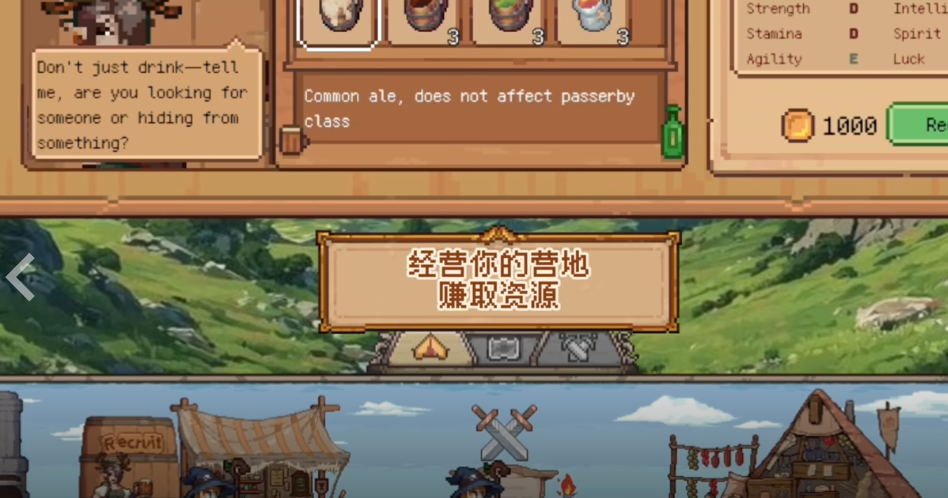 Strength D Intelli
Stamina D Spirit
Agility E Luck
3 3 3
Don't just drink—tell
me, are you looking for
someone or hiding from
something?
Common ale, does not affect passerby
class
1000 Re
经营你的营地
赚取资源
Recruit